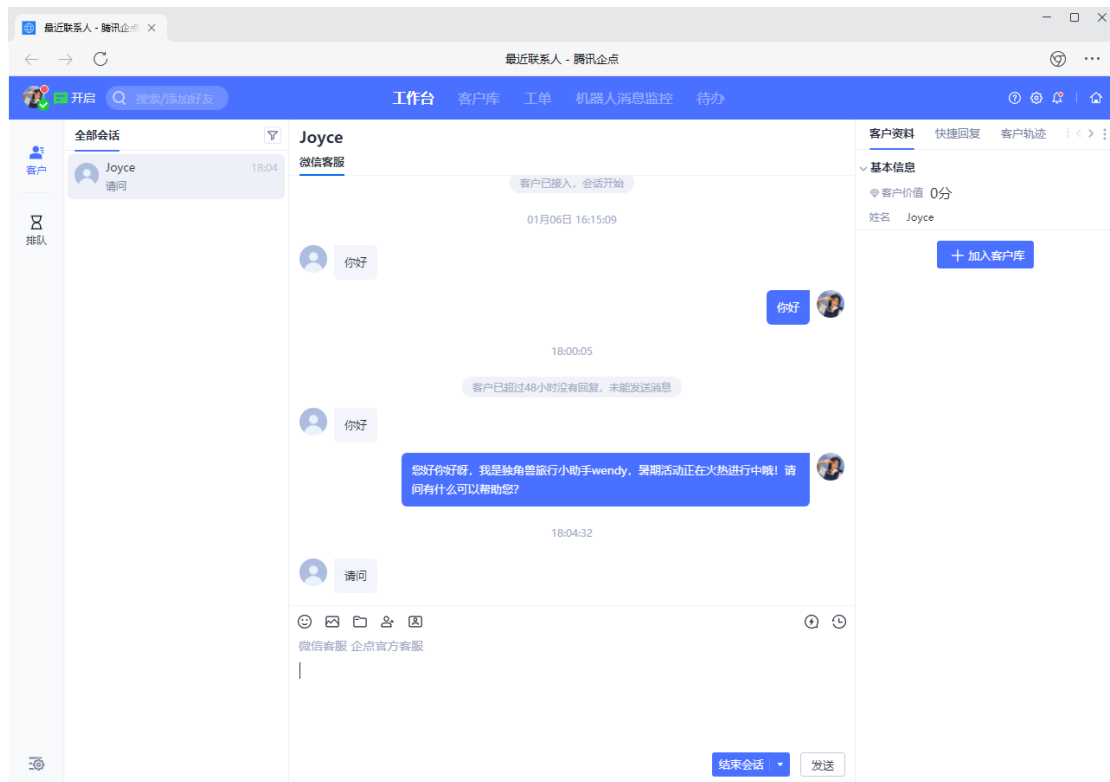 最近联系人 - 腾讯企点
最近联系人 - 腾讯企点
开启
搜索/添加好友
工作台 客户库 工单 机器人消息监控 待办
客户
排队
全部会话
Joyce 18:04
请问
Joyce
微信客服
客户已接入，会话开始
01月06日 16:15:09
你好
你好
18:00:05
客户已超过48小时没有回复，未能发送消息
你好
您好你好呀，我是独角兽旅行小助手wendy，暑期活动正在火热进行中哦！请
问有什么可以帮助您?
18:04:32
请问
微信客服 企点官方客服
结束会话
发送
客户资料 快捷回复 客户轨迹
基本信息
客户价值 0分
姓名 Joyce
加入客户库